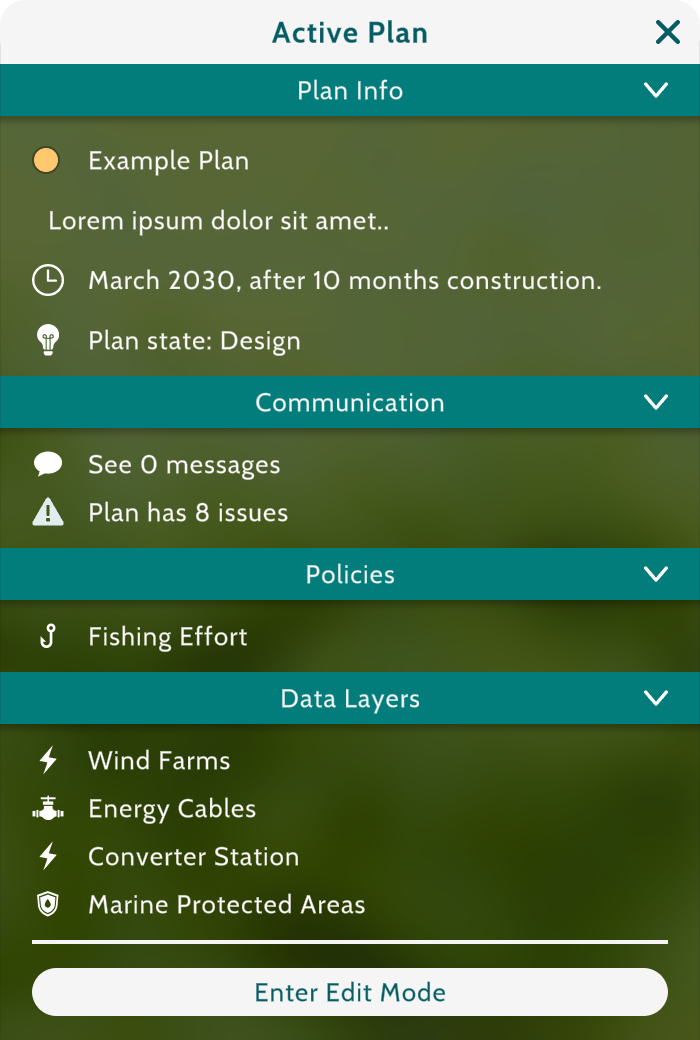 Active Plan
Plan Info
Example Plan
Lorem ipsum dolor sit amet..
March 2030, after 10 months construction.
Plan state: Design
Communication
See 0 messages
Plan has 8 issues
Policies
Fishing Effort
Data Layers
Wind Farms
Energy Cables
Converter Station
Marine Protected Areas
Enter Edit Mode